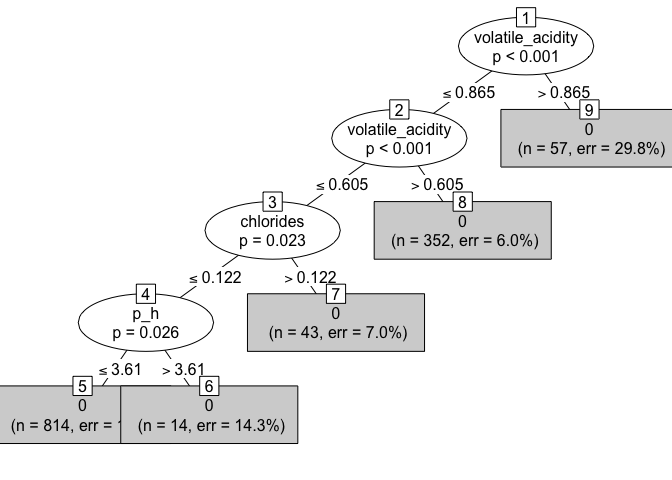 1
volatile_acidity
p < 0.001
≤ 0.865
> 0.865
2
volatile_acidity
p < 0.001
9
0
(n = 57, err = 29.8%)
≤ 0.605
> 0.605
3
chlorides
p = 0.023
8
0
(n = 352, err = 6.0%)
≤ 0.122
> 0.122
4
p_h
p = 0.026
7
0
(n = 43, err = 7.0%)
≤ 3.61
> 3.61
5
0
(n = 814, err =
6
0
(n = 14, err = 14.3%)